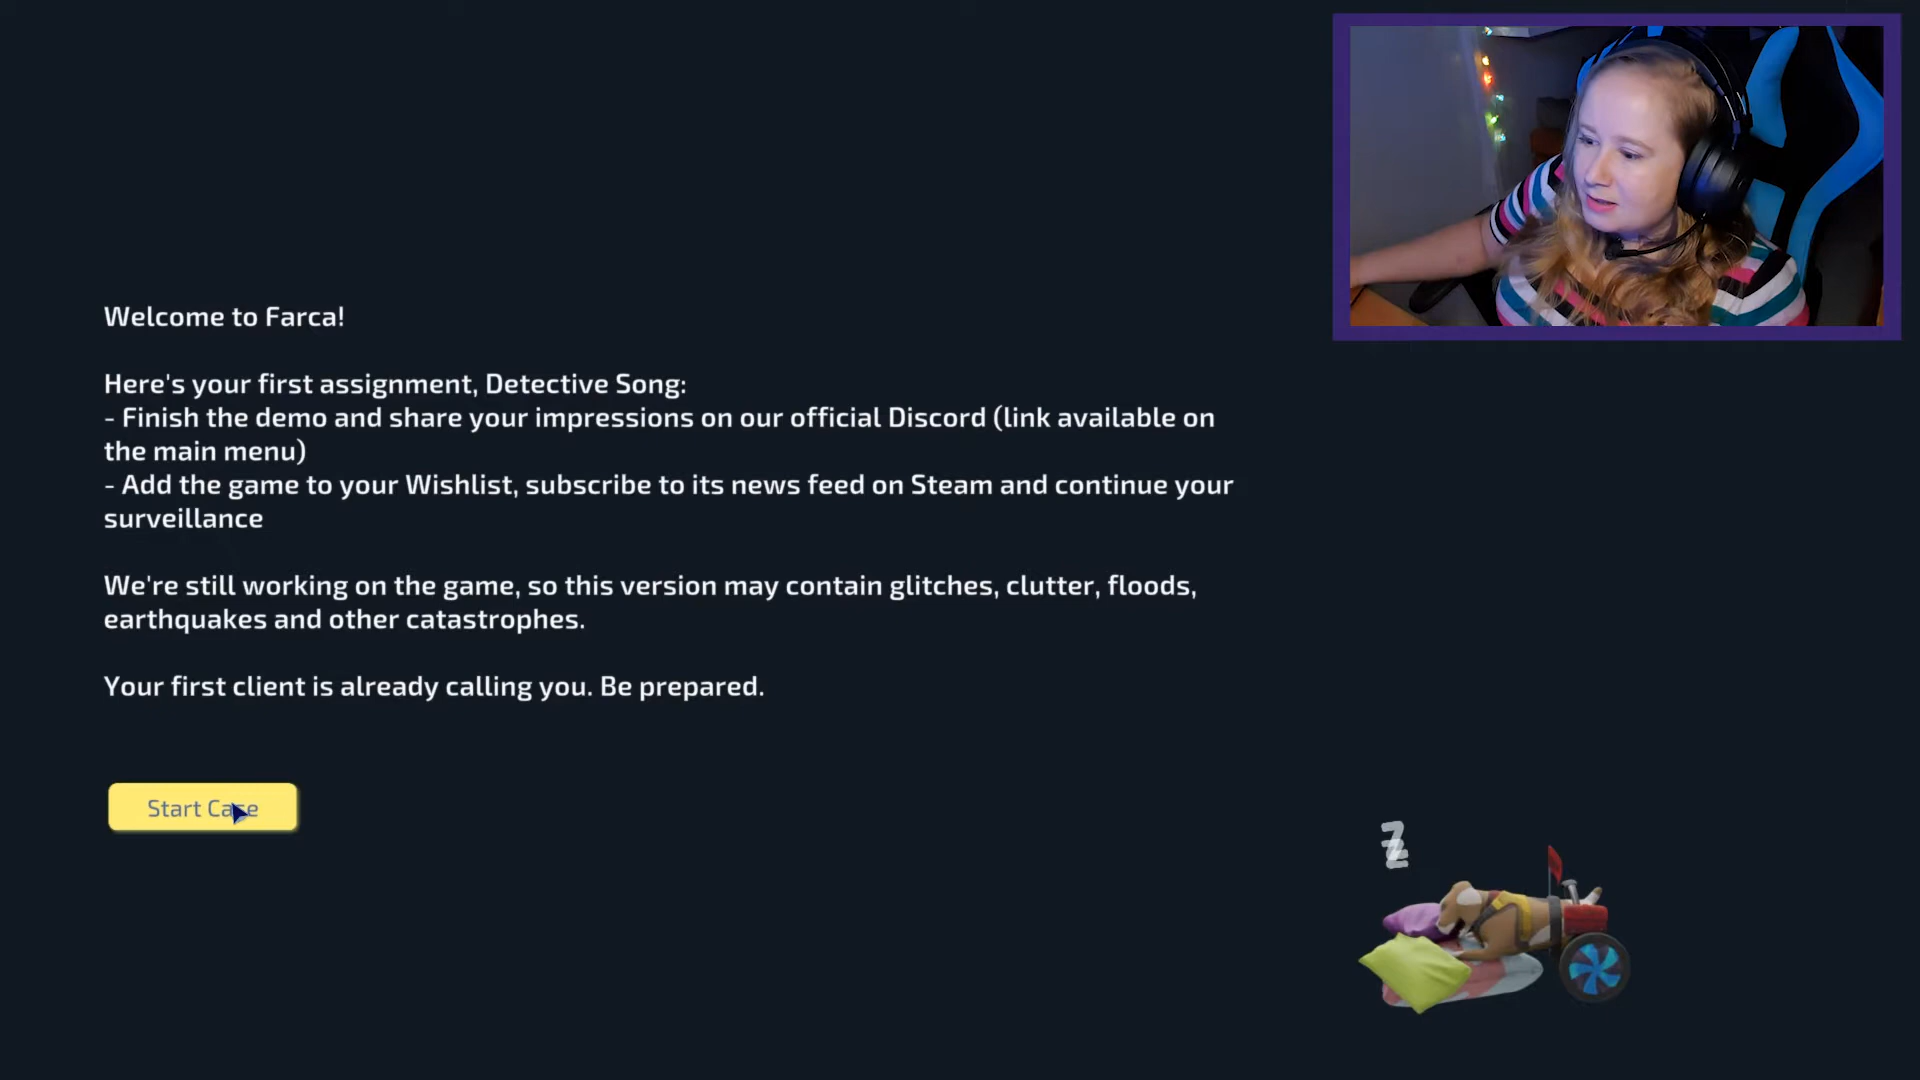 Welcome to Farca!
Here's your first assignment, Detective Song:
- Finish the demo and share your impressions on our official Discord (link available on
the main menu)
- Add the game to your Wishlist, subscribe to its news feed on Steam and continue your
surveillance
We're still working on the game, so this version may contain glitches, clutter, floods,
earthquakes and other catastrophes.
Your first client is already calling you. Be prepared.
Start Case
Z
Z